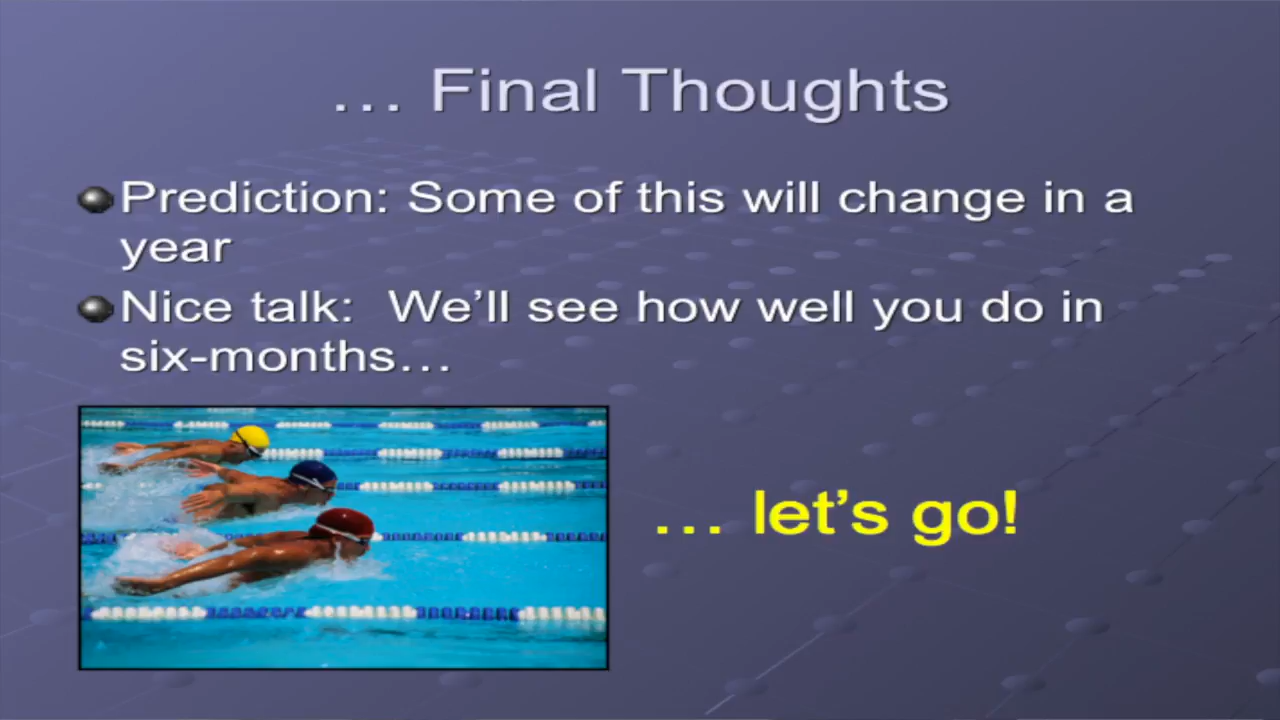 … Final Thoughts
Prediction: Some of this will change in a
year
Nice talk:  We’ll see how well you do in
six-months…
… let’s go!